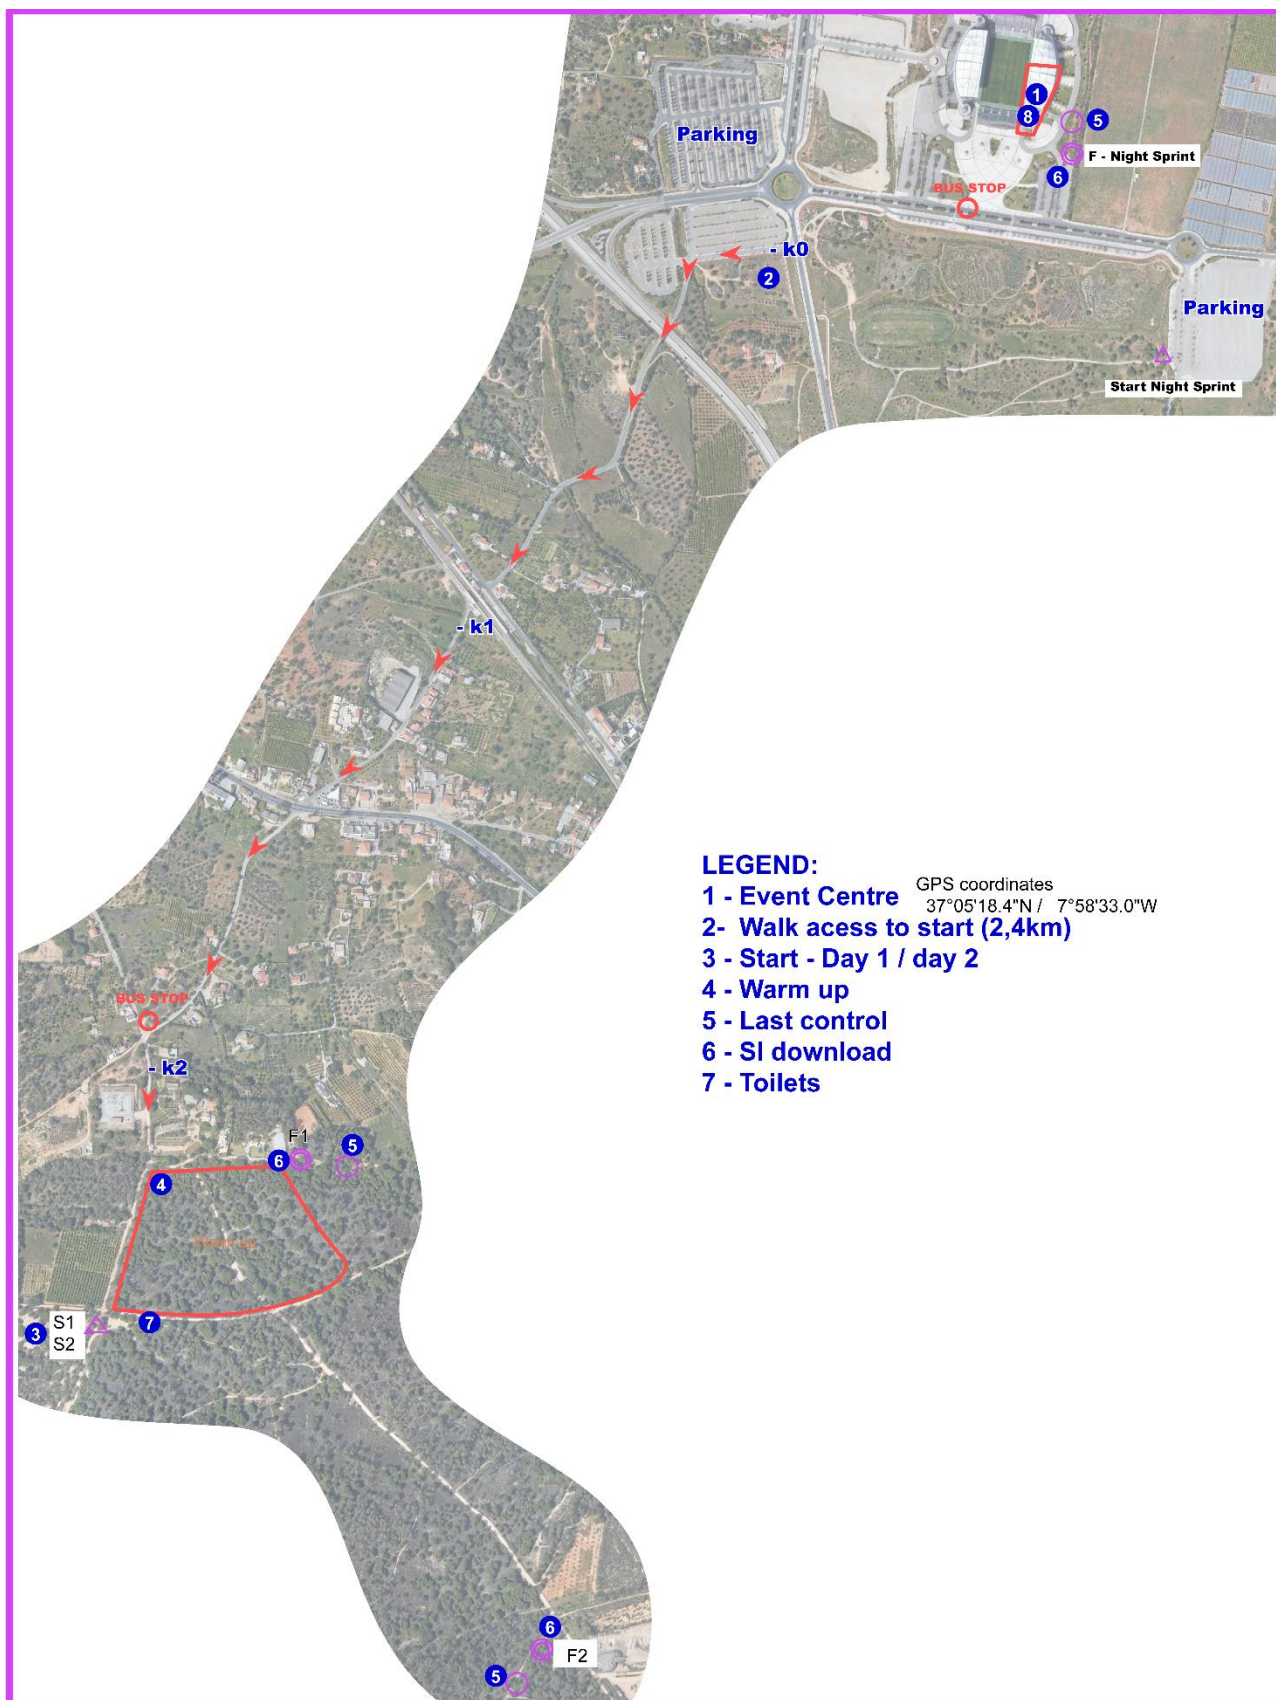 1
8
5
Parking
F - Night Sprint
6
BUS STOP
- k0
2
Parking
Start Night Sprint
- k1
LEGEND:
1 - Event Centre
GPS coordinates
37°05'18.4"N / 7°58'33.0"W
2- Walk acess to start (2,4km)
3 - Start - Day 1 / day 2
4 - Warm up
5 - Last control
6 - SI download
7 - Toilets
BUS STOP
- k2
F1
5
6
4
7
S1
3
S2
6
F2
5